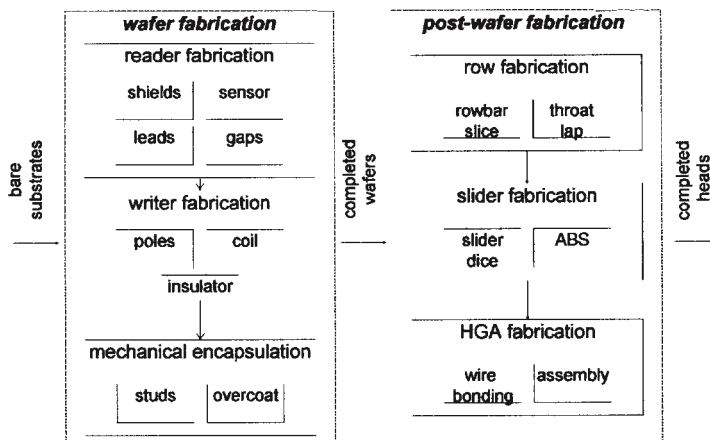 wafer fabrication
reader fabrication
shields
sensor
leads
gaps
writer fabrication
poles
coil
insulator
mechanical encapsulation
studs
overcoat
post-wafer fabrication
row fabrication
rowbar
slice
throat
lap
slider fabrication
slider
dice
ABS
HGA fabrication
wire
bonding
assembly
bare
substrates
completed
wafers
completed
heads